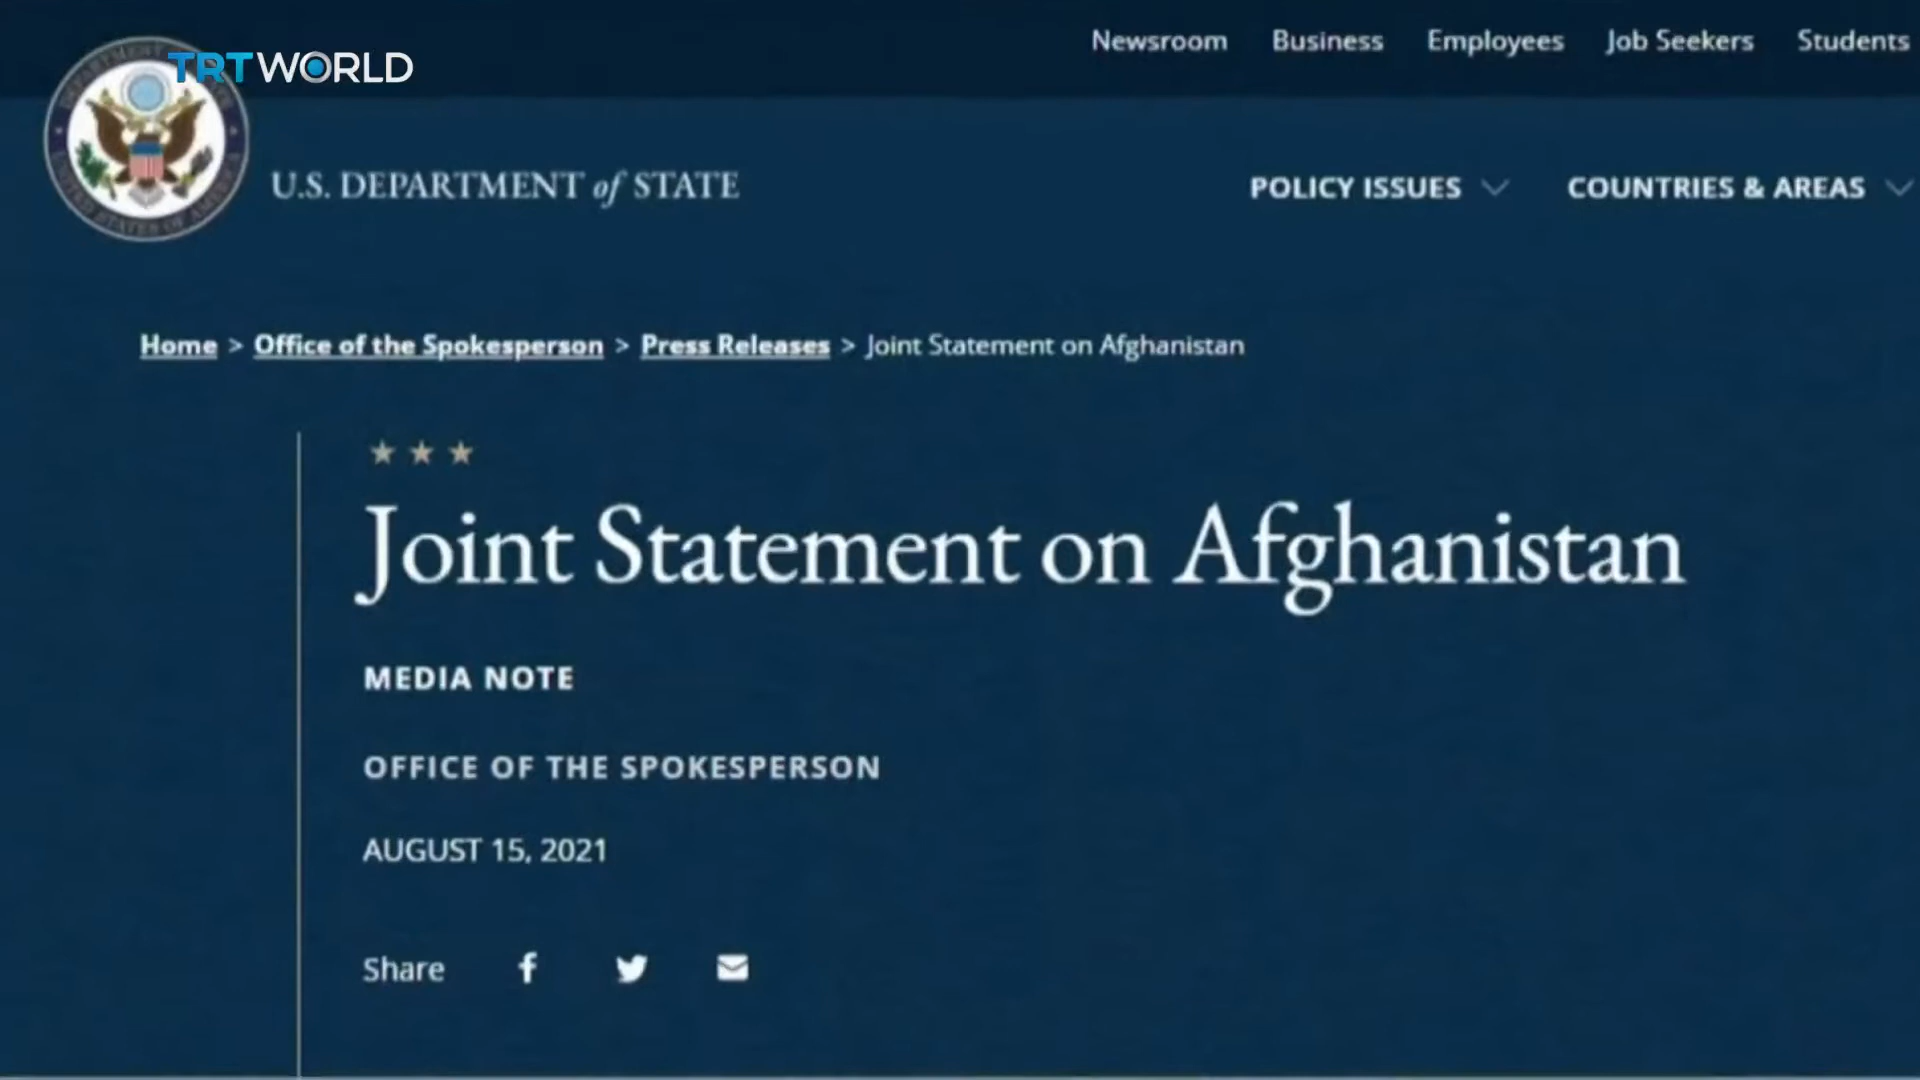 Newsroom Business Employees Job Seekers Students
TRT WORLD
U.S. DEPARTMENT of STATE
POLICY ISSUES COUNTRIES & AREAS
Home > Office of the Spokesperson > Press Releases > Joint Statement on Afghanistan
Joint Statement on Afghanistan
MEDIA NOTE
OFFICE OF THE SPOKESPERSON
AUGUST 15, 2021
Share